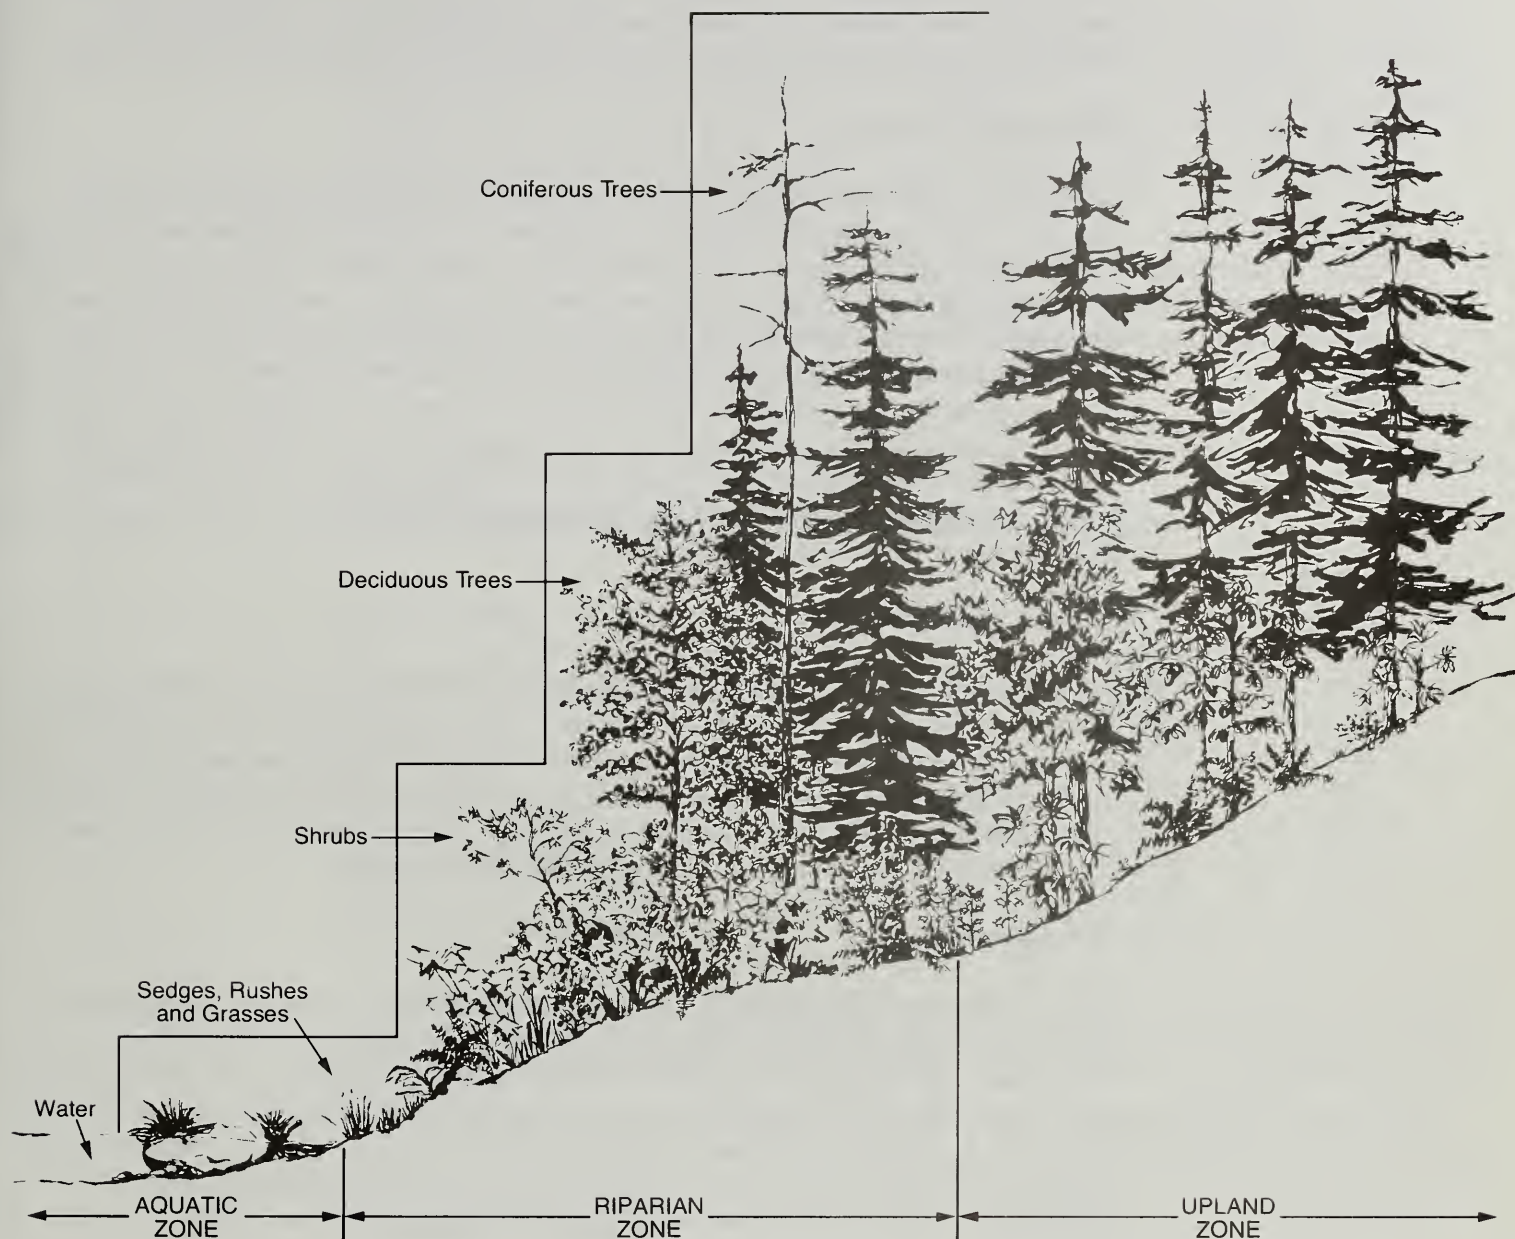 Coniferous Trees
Deciduous Trees
Shrubs
Sedges, Rushes
and Grasses
Water
AQUATIC
ZONE
RIPARIAN
ZONE
UPLAND
ZONE